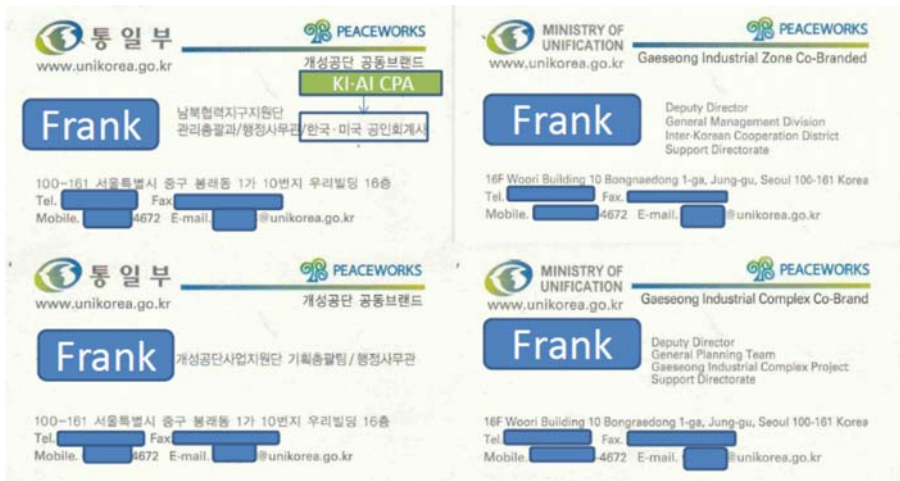 통일부
PEACEWORKS
www.unikorea.go.kr
개성공단 공동브랜드
KI·AI CPA
Frank
남북협력지구지원단
관리총괄과/행정사무관/한국·미국 공인회계사
100-161 서울특별시 중구 봉래동 1가 10번지 우리빌딩 16층
Tel. Fax.
Mobile. 4672 E-mail. @unikorea.go.kr
MINISTRY OF
UNIFICATION
PEACEWORKS
www.unikorea.go.kr
Gaeseong Industrial Zone Co-Branded
Frank
Deputy Director
General Management Division
Inter-Korean Cooperation District
Support Directorate
16F Woori Building 10 Bongnaedong 1-ga, Jung-gu, Seoul 100-161 Korea
Tel. Fax.
Mobile. -4672 E-mail. @unikorea.go.kr
통일부
PEACEWORKS
www.unikorea.go.kr
개성공단 공동브랜드
Frank
개성공단사업지원단 기획총괄팀/행정사무관
100-161 서울특별시 중구 봉래동 1가 10번지 우리빌딩 16층
Tel. Fax
Mobile. 4672 E-mail. @unikorea.go.kr
MINISTRY OF
UNIFICATION
PEACEWORKS
www.unikorea.go.kr
Gaeseong Industrial Complex Co-Brand
Frank
Deputy Director
General Planning Team
Gaeseong Industrial Complex Project
Support Directorate
16F Woori Building 10 Bongraedong 1-ga, Jung-gu, Seoul 100-161 Korea
Tel. Fax.
Mobile. -4672 E-mail. @unikorea.go.kr